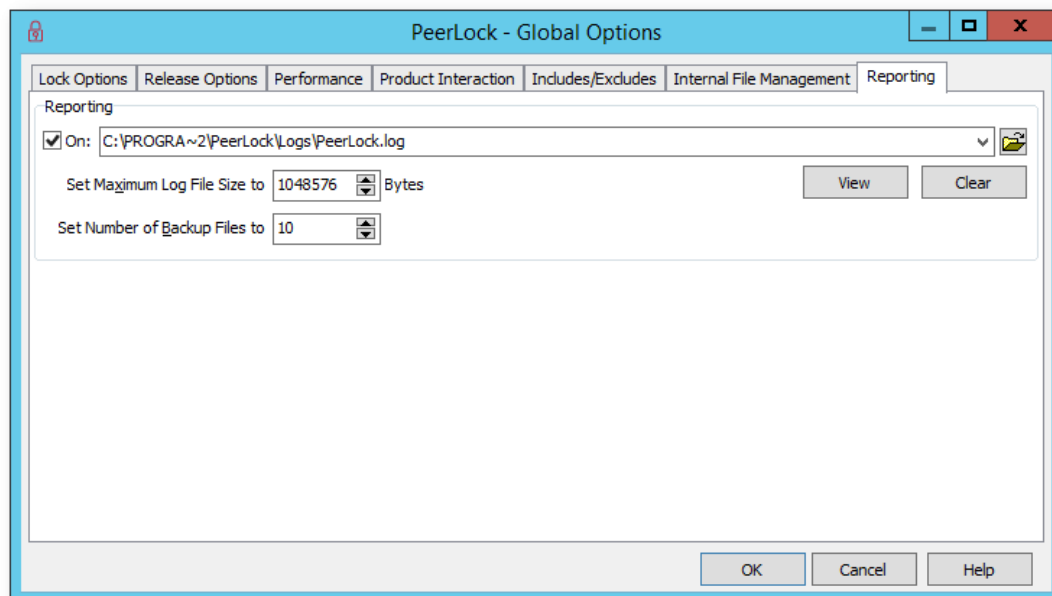 PeerLock - Global Options
Lock Options Release Options Performance Product Interaction Includes/Excludes Internal File Management Reporting
Reporting
On: C:\PROGRA~2\PeerLock\Logs\PeerLock.log
Set Maximum Log File Size to 1048576 Bytes View Clear
Set Number of Backup Files to 10
OK Cancel Help